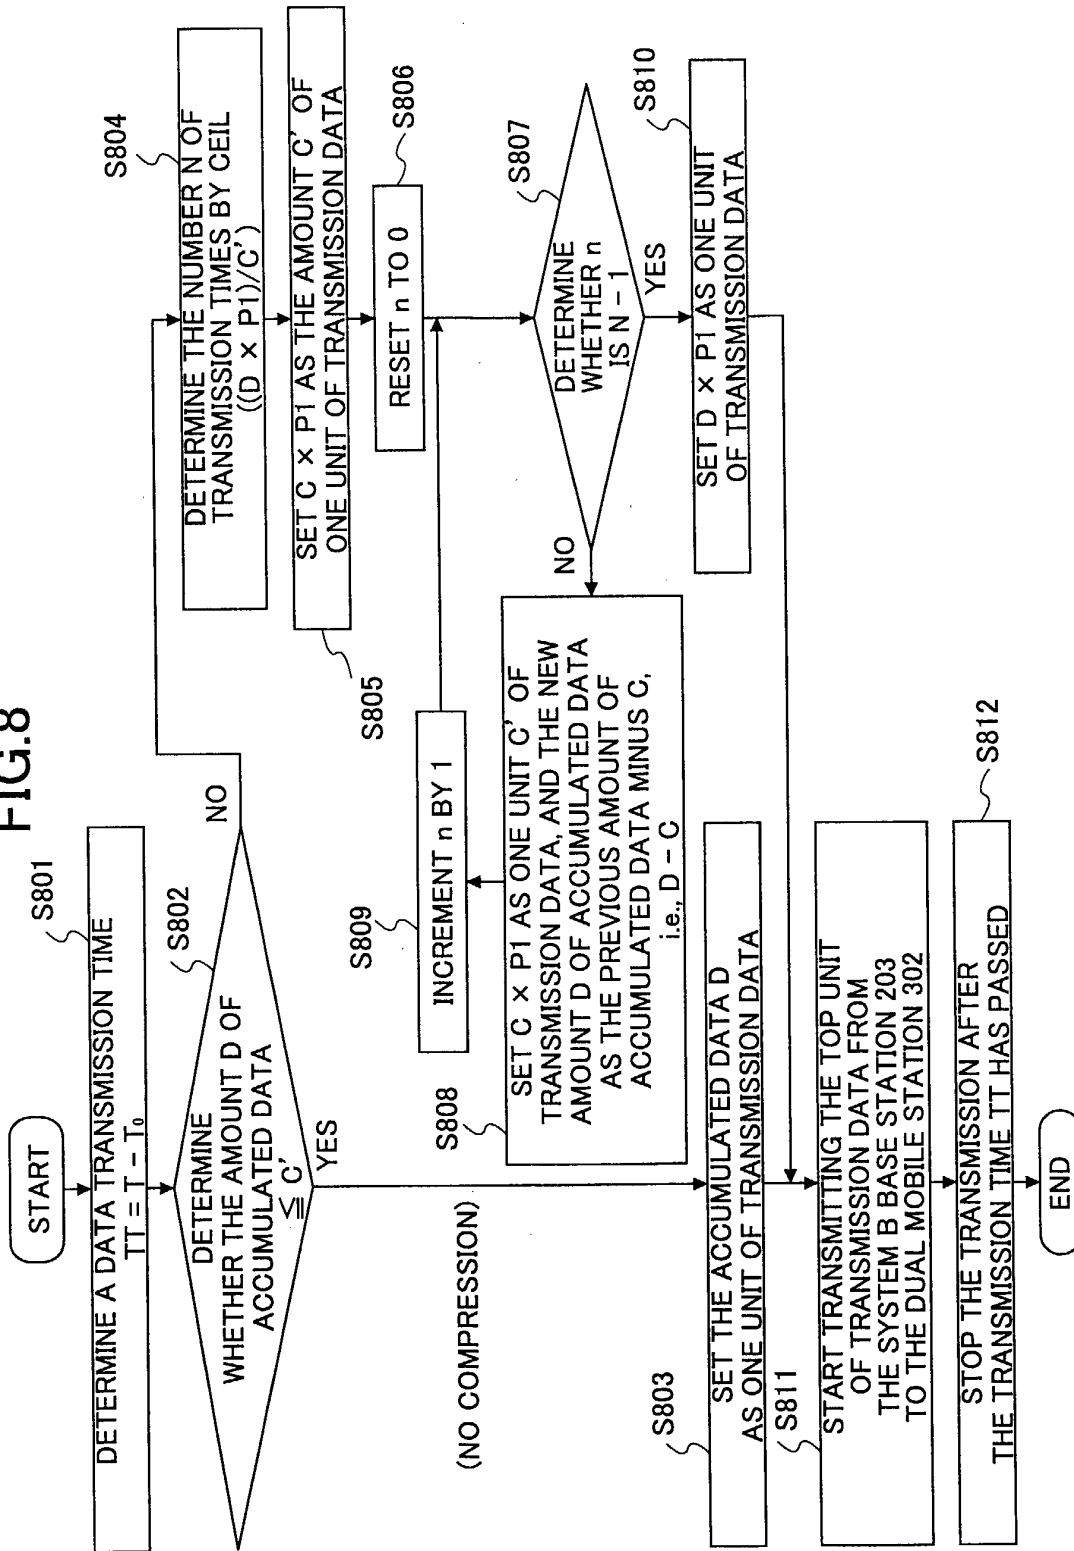 FIG.8
START
S801
DETERMINE A DATA TRANSMISSION TIME
TT = T - T₀
S802
DETERMINE
WHETHER THE AMOUNT D OF
ACCUMULATED DATA
≦ C'
NO
YES
(NO COMPRESSION)
S803
SET THE ACCUMULATED DATA D
AS ONE UNIT OF TRANSMISSION DATA
S804
DETERMINE THE NUMBER N OF
TRANSMISSION TIMES BY CEIL
((D × P1)/C')
S805
SET C × P1 AS THE AMOUNT C' OF
ONE UNIT OF TRANSMISSION DATA
S806
RESET n TO 0
S807
DETERMINE
WHETHER n
IS N - 1
NO
YES
S808
SET C × P1 AS ONE UNIT C' OF
TRANSMISSION DATA, AND THE NEW
AMOUNT D OF ACCUMULATED DATA
AS THE PREVIOUS AMOUNT OF
ACCUMULATED DATA MINUS C,
i.e., D - C
S809
INCREMENT n BY 1
S810
SET D × P1 AS ONE UNIT
OF TRANSMISSION DATA
S811
START TRANSMITTING THE TOP UNIT
OF TRANSMISSION DATA FROM
THE SYSTEM B BASE STATION 203
TO THE DUAL MOBILE STATION 302
S812
STOP THE TRANSMISSION AFTER
THE TRANSMISSION TIME TT HAS PASSED
END